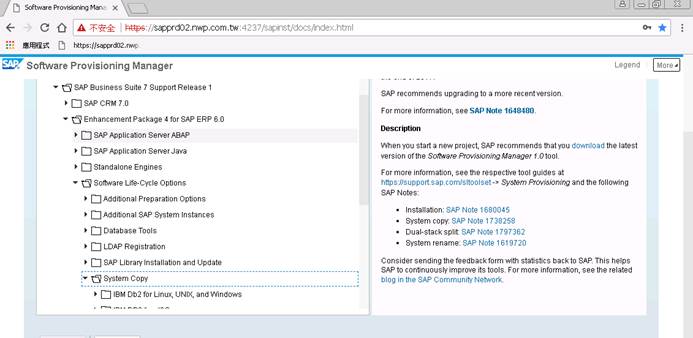 Software Provisioning Man
不安全 | https://sapprd02.nwp.com.tw:4237/sapinst/docs/index.html
應用程式 https://sapprd02.nwp
SAP Software Provisioning Manager
Legend More
SAP Business Suite 7 Support Release 1
SAP CRM 7.0
Enhancement Package 4 for SAP ERP 6.0
SAP Application Server ABAP
SAP Application Server Java
Standalone Engines
Software Life-Cycle Options
Additional Preparation Options
Additional SAP System Instances
Database Tools
LDAP Registration
SAP Library Installation and Update
System Copy
IBM Db2 for Linux, UNIX, and Windows
SAP recommends upgrading to a more recent version.
For more information, see SAP Note 1648480.
Description
When you start a new project, SAP recommends that you download the latest
version of the Software Provisioning Manager 1.0 tool.
For more information, see the respective tool guides at
https://support.sap.com/sltoolset -> System Provisioning and the following
SAP Notes:
• Installation: SAP Note 1680045
• System copy: SAP Note 1738258
• Dual-stack split: SAP Note 1797362
• System rename: SAP Note 1619720
Consider sending the feedback form with statistics back to SAP. This helps
SAP to continuously improve its tools. For more information, see the related
blog in the SAP Community Network.